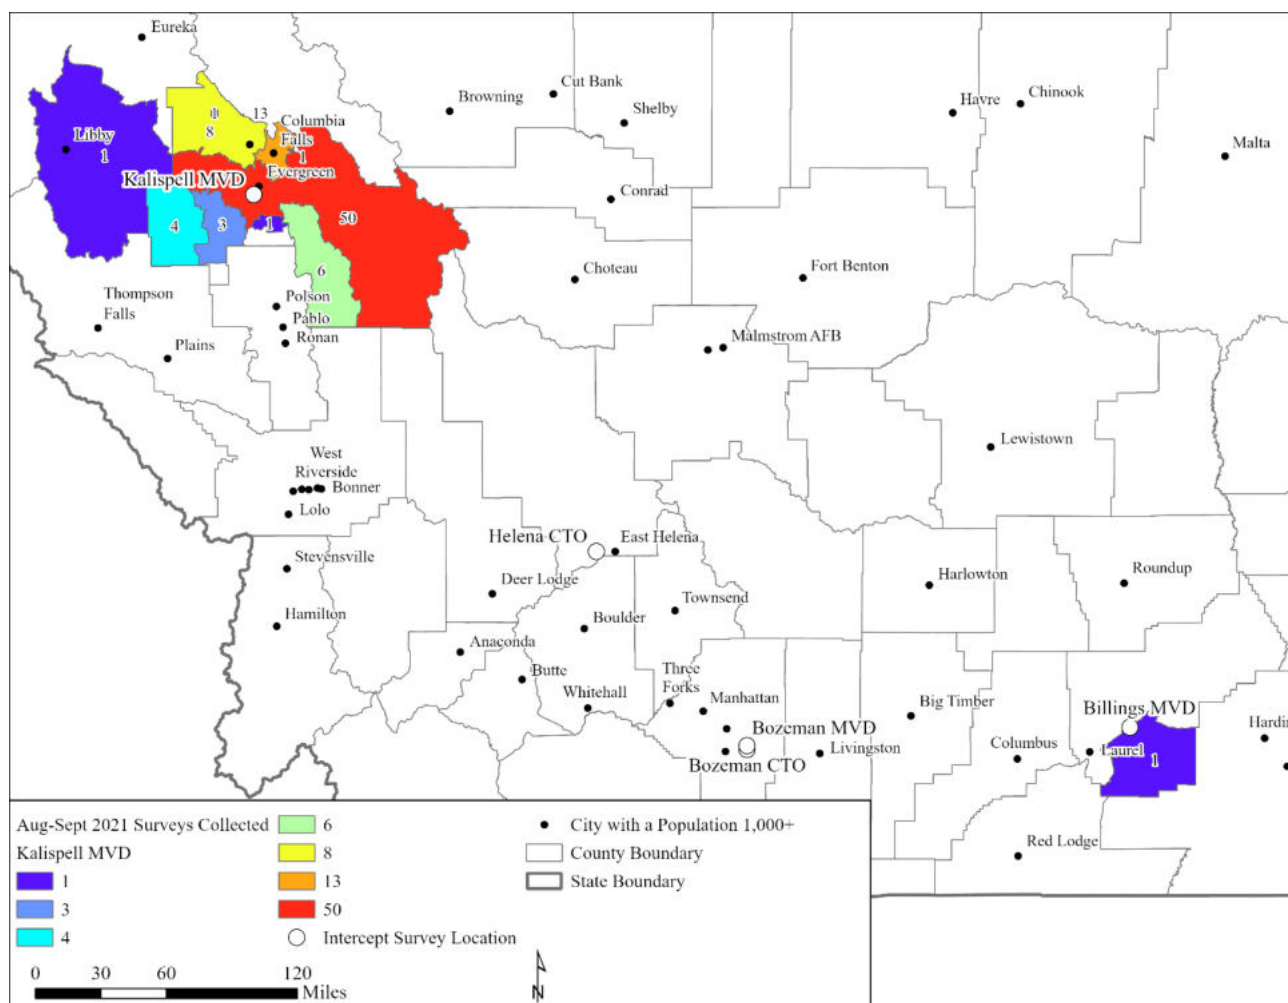 Eureka
Cut Bank
Browning
Shelby
Havre
Chinook
Malta
13
8
Columbia
Falls
1
Libby
1
Evergreen
Kalispell MVD
Conrad
4
3
1
50
6
Choteau
Fort Benton
Thompson
Falls
Polson
Pablo
Ronan
Plains
Malmstrom AFB
Lewistown
West
Riverside
Bonner
Lolo
Helena CTO
East Helena
Stevensville
Deer Lodge
Harlowton
Roundup
Hamilton
Boulder
Townsend
Anaconda
Butte
Three
Forks
Whitehall
Manhattan
Big Timber
Billings MVD
Bozeman MVD
Hardin
Livingston
Columbus
Laurel
1
Bozeman CTO
Red Lodge
Aug-Sept 2021 Surveys Collected
Kalispell MVD
1
3
4
6
8
13
50
Intercept Survey Location
City with a Population 1,000+
County Boundary
State Boundary
0 30 60 120
Miles
N